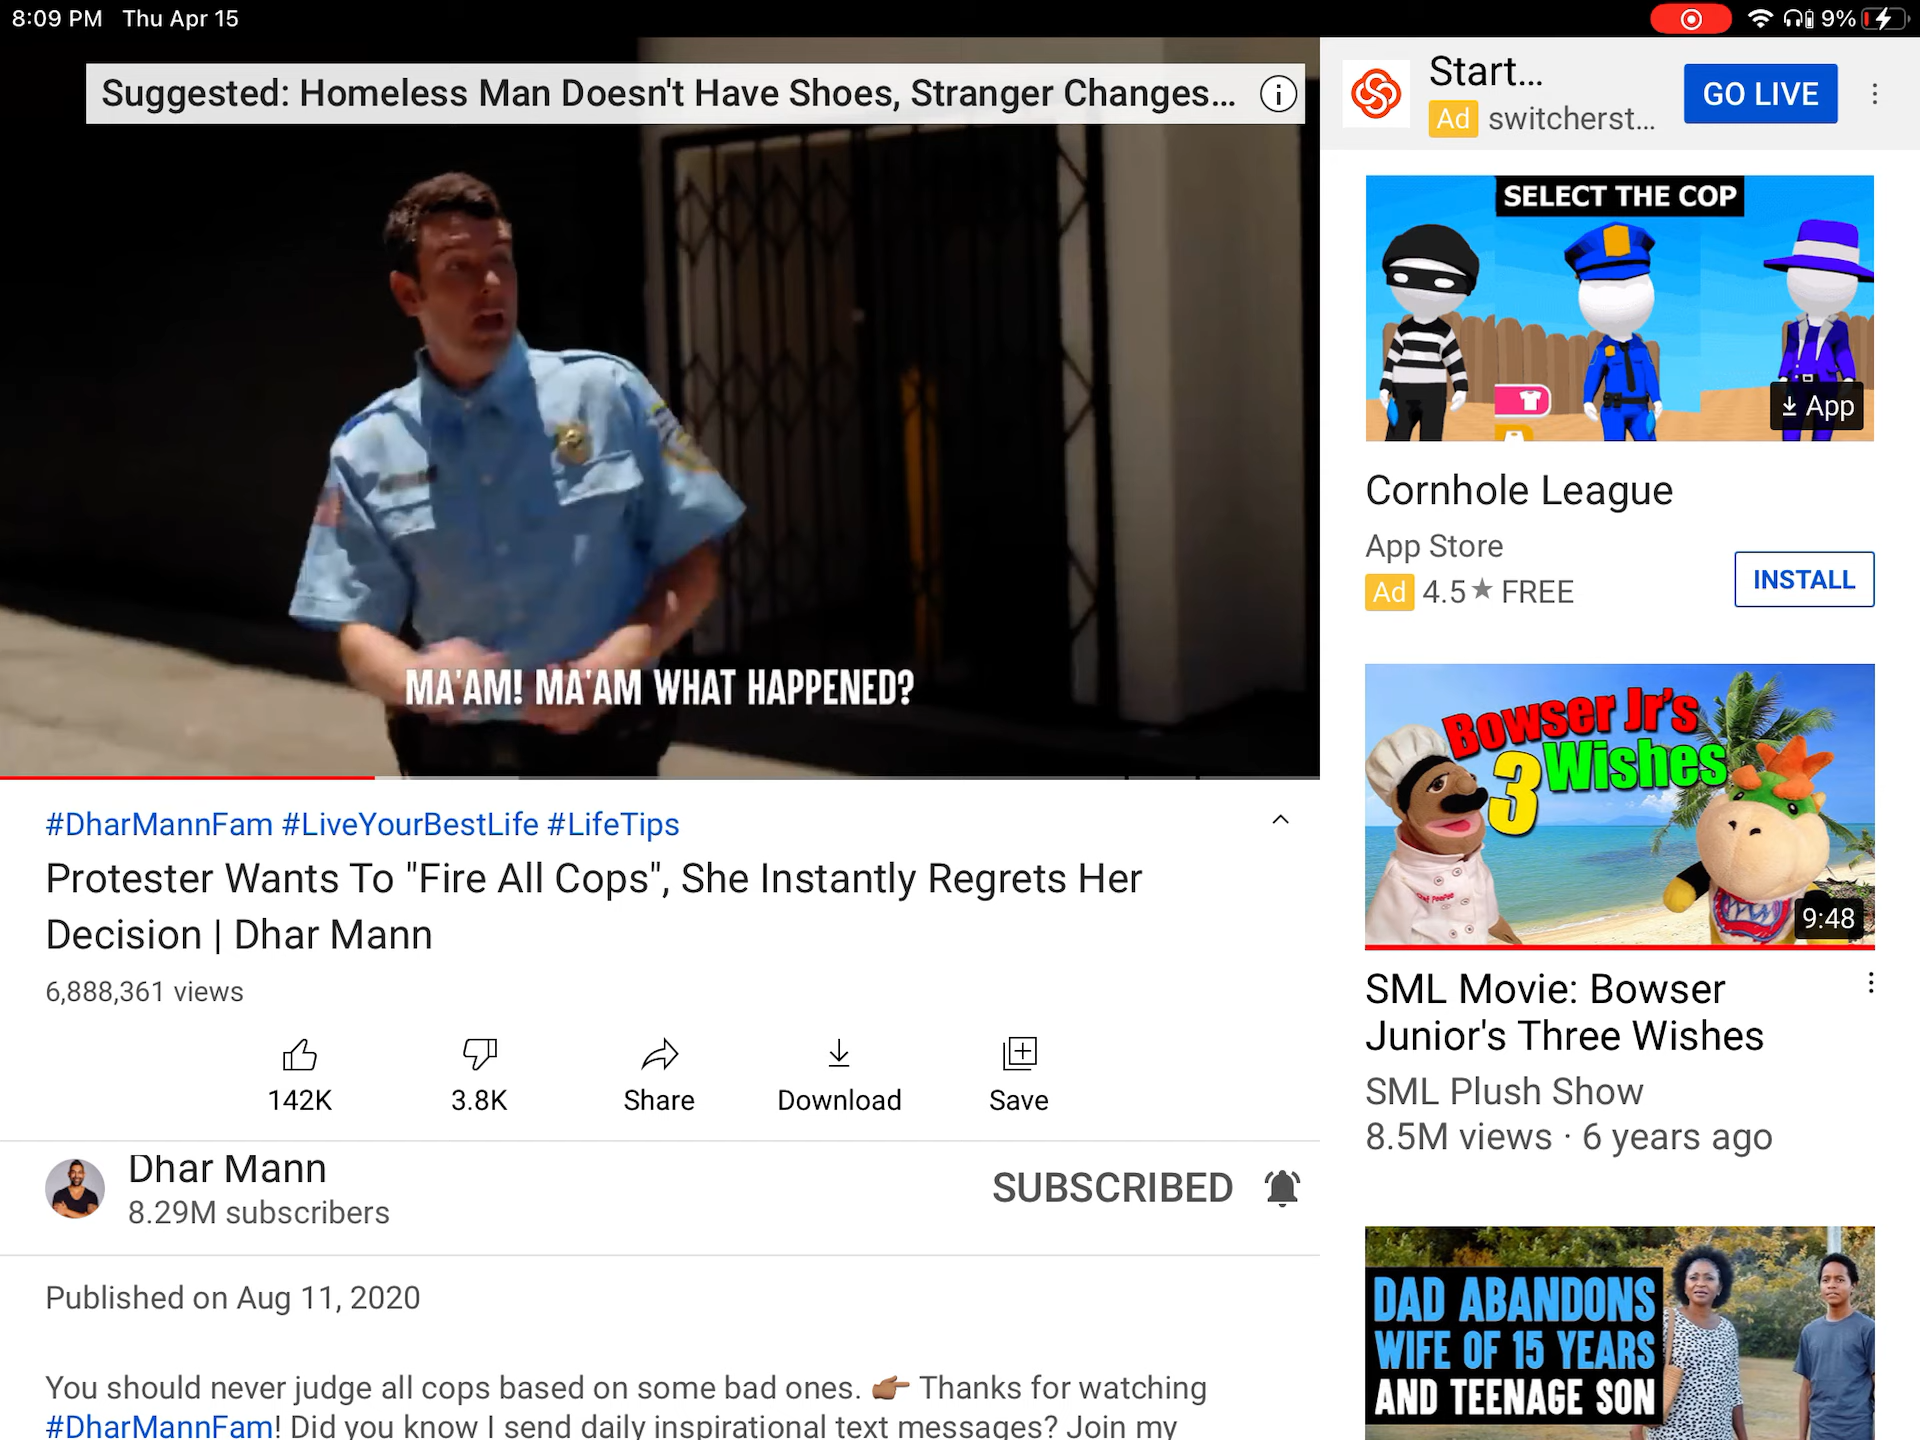 8:09 PM Thu Apr 15
9%
Suggested: Homeless Man Doesn't Have Shoes, Stranger Changes...
MA'AM! MA'AM WHAT HAPPENED?
#DharMannFam #LiveYourBestLife #LifeTips
Protester Wants To "Fire All Cops", She Instantly Regrets Her
Decision | Dhar Mann
6,888,361 views
142K
3.8K
Share
Download
Save
Dhar Mann
8.29M subscribers
SUBSCRIBED
Published on Aug 11, 2020
You should never judge all cops based on some bad ones. 👉🏾 Thanks for watching
#DharMannFam! Did you know I send daily inspirational text messages? Join my
Start...
Ad switcherst...
GO LIVE
SELECT THE COP
App
Cornhole League
App Store
Ad 4.5★ FREE
INSTALL
Bowser Jr's
3 Wishes
9:48
SML Movie: Bowser
Junior's Three Wishes
SML Plush Show
8.5M views · 6 years ago
DAD ABANDONS
WIFE OF 15 YEARS
AND TEENAGE SON